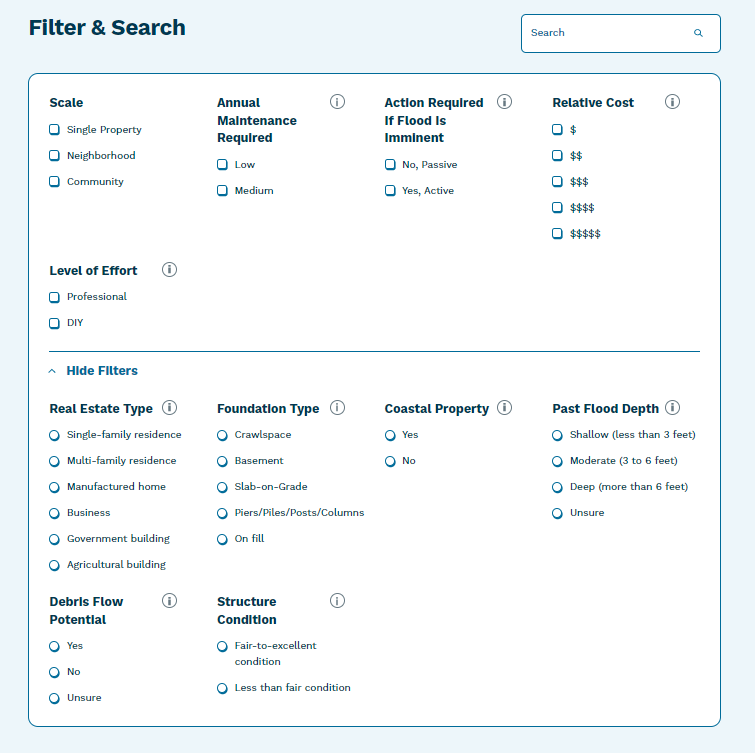 Filter & Search
Search
Scale
Single Property
Neighborhood
Community
Annual
Maintenance
Required
Low
Medium
Action Required
If Flood Is
Imminent
No, Passive
Yes, Active
Relative Cost
$
$$
$$$
$$$$
$$$$$
Level of Effort
Professional
DIY
Hide Filters
Real Estate Type
Single-family residence
Multi-family residence
Manufactured home
Business
Government building
Agricultural building
Foundation Type
Crawlspace
Basement
Slab-on-Grade
Piers/Piles/Posts/Columns
On fill
Coastal Property
Yes
No
Past Flood Depth
Shallow (less than 3 feet)
Moderate (3 to 6 feet)
Deep (more than 6 feet)
Unsure
Debris Flow
Potential
Yes
No
Unsure
Structure
Condition
Fair-to-excellent
condition
Less than fair condition